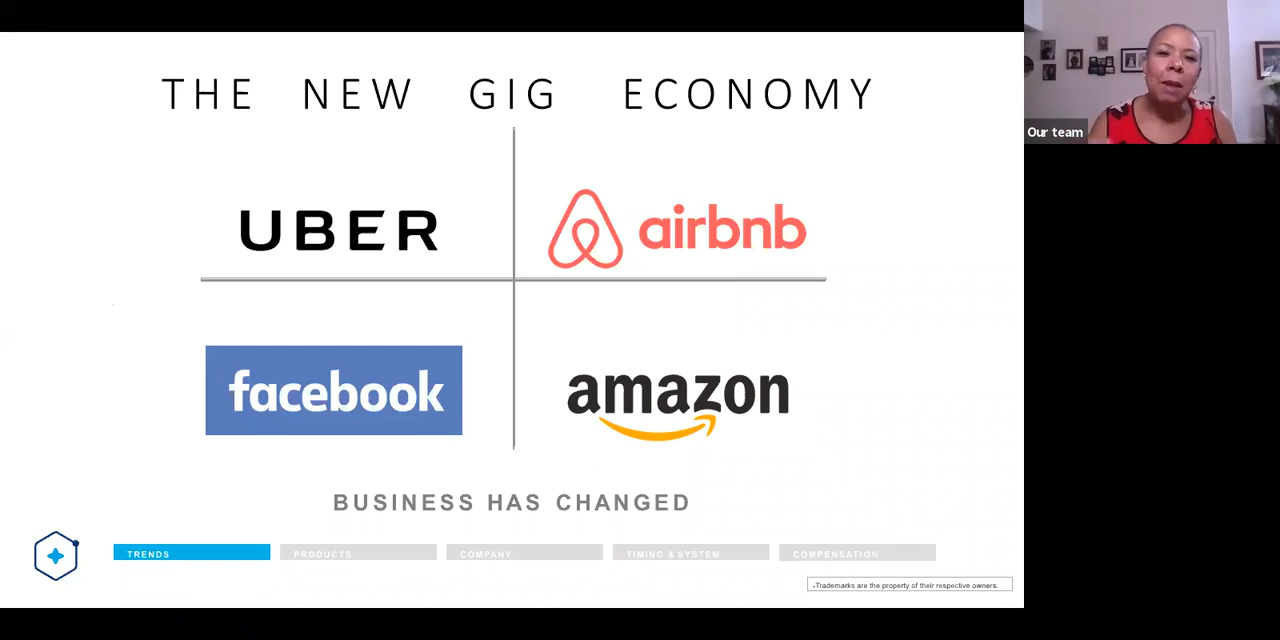 THE NEW GIG ECONOMY
UBER
airbnb
facebook
amazon
BUSINESS HAS CHANGED
TRENDS
PRODUCTS
COMPANY
TIMING & SYSTEM
COMPENSATION
Trademarks are the property of their respective owners.
Our team